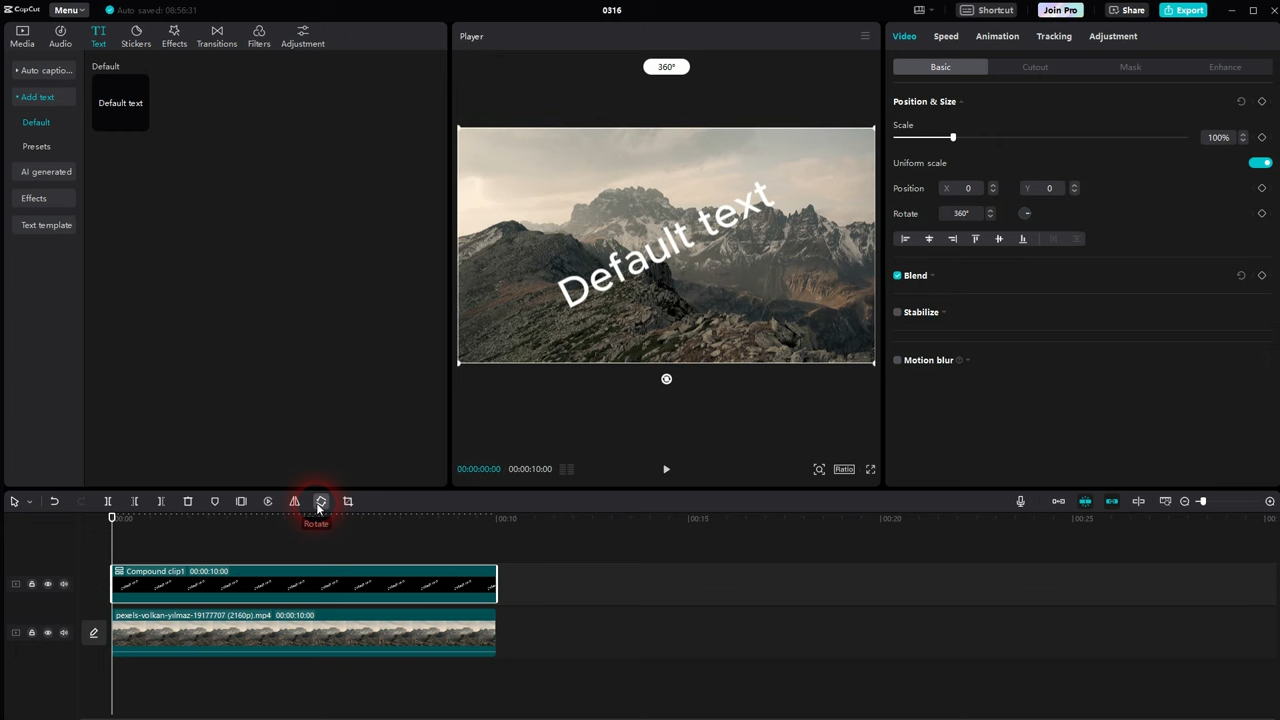 CapCut Menu Auto saved: 08:56:31 0316 Shortcut Join Pro Share Export
Media Audio Text Stickers Effects Transitions Filters Adjustment
Auto captio...
Add text
Default
Presets
AI generated
Effects
Text template
Default
Default text
Player
360°
Default text
00:00:00:00 00:00:10:00 Ratio
Video Speed Animation Tracking Adjustment
Basic Cutout Mask Enhance
Position & Size
Scale
100%
Uniform scale
Position X 0 Y 0
Rotate 360°
Blend
Stabilize
Motion blur
Rotate
00:00 00:10 00:15 00:20 00:25 00
Compound clip1 00:00:10:00
pexels-volkan-yilmaz-19177707 (2160p).mp4 00:00:10:00